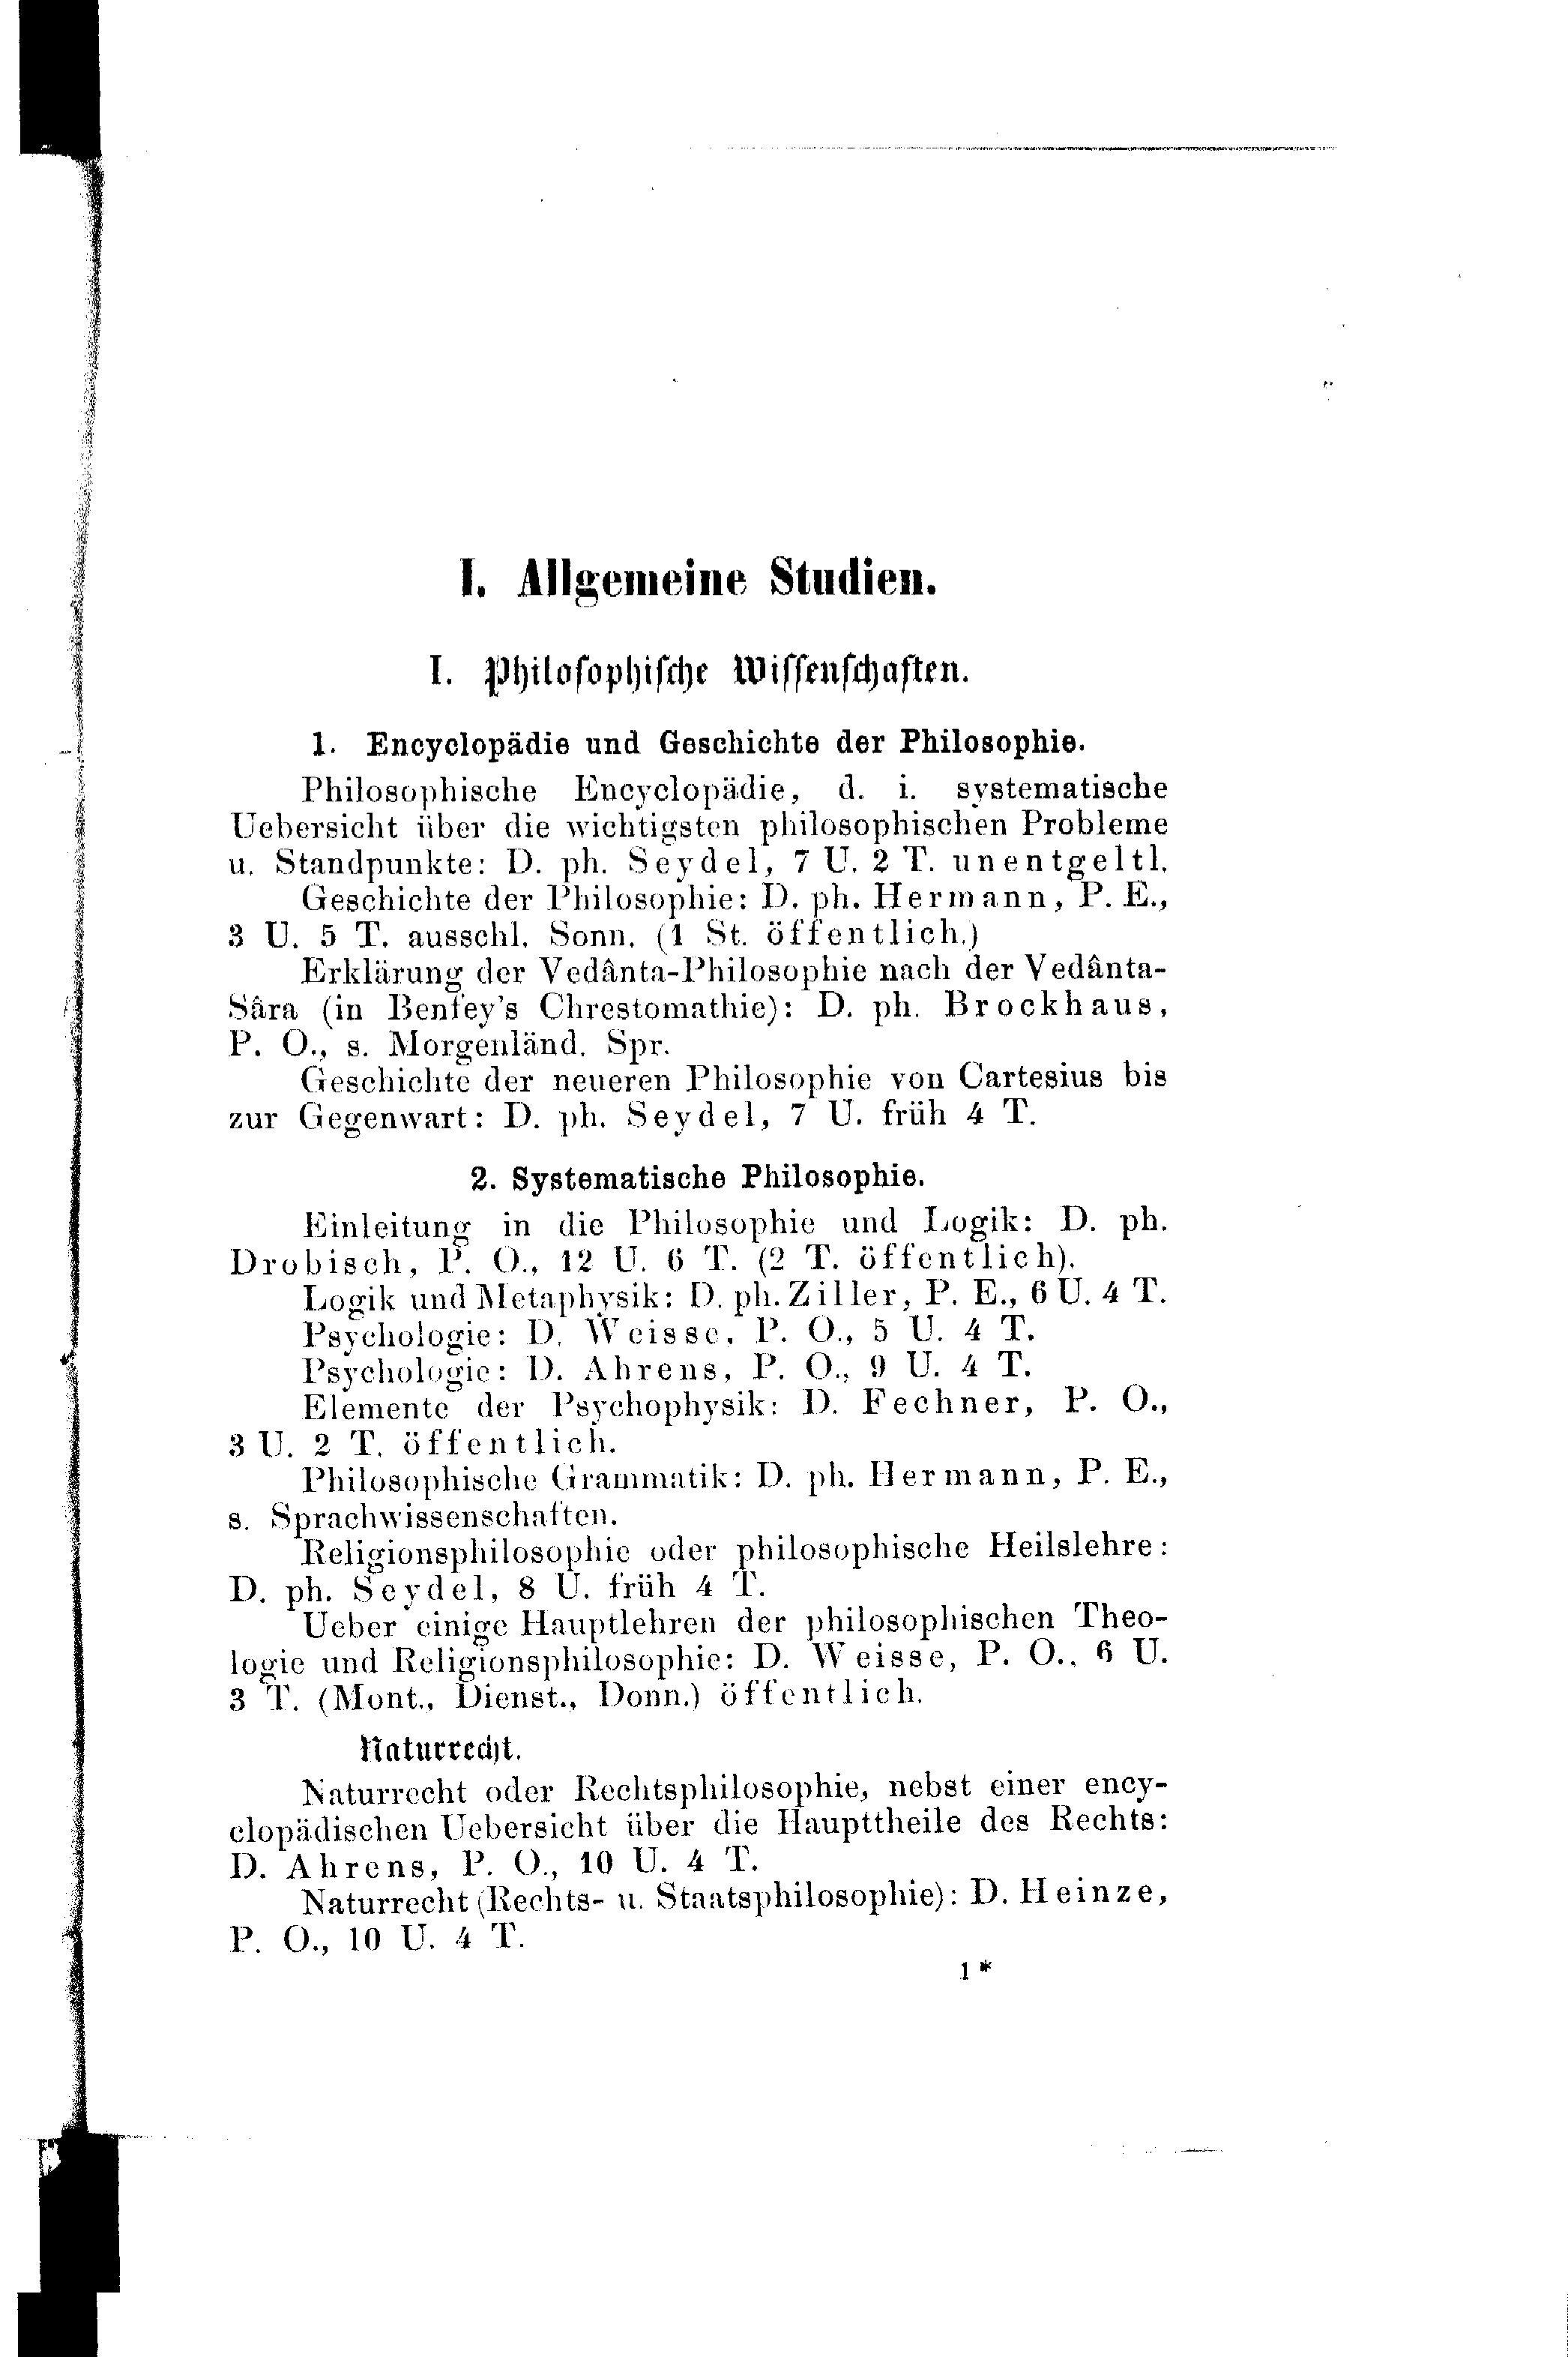 I. Allgemeine Studien.
I. Philosophische Wissenschaften.
1. Encyclopädie und Geschichte der Philosophie.
Philosophische Encyclopädie, d. i. systematische
Uebersicht über die wichtigsten philosophischen Probleme
u. Standpunkte: D. ph. Seydel, 7 U. 2 T. unentgeltl.
Geschichte der Philosophie: D. ph. Hermann, P. E.,
3 U. 5 T. ausschl. Sonn. (1 St. öffentlich.)
Erklärung der Vedânta-Philosophie nach der Vedânta-
Sâra (in Benfey's Chrestomathie): D. ph. Brockhaus,
P. O., s. Morgenländ. Spr.
Geschichte der neueren Philosophie von Cartesius bis
zur Gegenwart: D. ph. Seydel, 7 U. früh 4 T.
2. Systematische Philosophie.
Einleitung in die Philosophie und Logik: D. ph.
Drobisch, P. O., 12 U. 6 T. (2 T. öffentlich).
Logik und Metaphysik: D. ph. Ziller, P. E., 6 U. 4 T.
Psychologie: D. Weisse, P. O., 5 U. 4 T.
Psychologie: D. Ahrens, P. O., 9 U. 4 T.
Elemente der Psychophysik: D. Fechner, P. O.,
3 U. 2 T. öffentlich.
Philosophische Grammatik: D. ph. Hermann, P. E.,
s. Sprachwissenschaften.
Religionsphilosophie oder philosophische Heilslehre:
D. ph. Seydel, 8 U. früh 4 T.
Ueber einige Hauptlehren der philosophischen Theo-
logie und Religionsphilosophie: D. Weisse, P. O., 6 U.
3 T. (Mont., Dienst., Donn.) öffentlich.
Naturrecht.
Naturrecht oder Rechtsphilosophie, nebst einer ency-
clopädischen Uebersicht über die Haupttheile des Rechts:
D. Ahrens, P. O., 10 U. 4 T.
Naturrecht (Rechts- u. Staatsphilosophie): D. Heinze,
P. O., 10 U. 4 T.
1 *